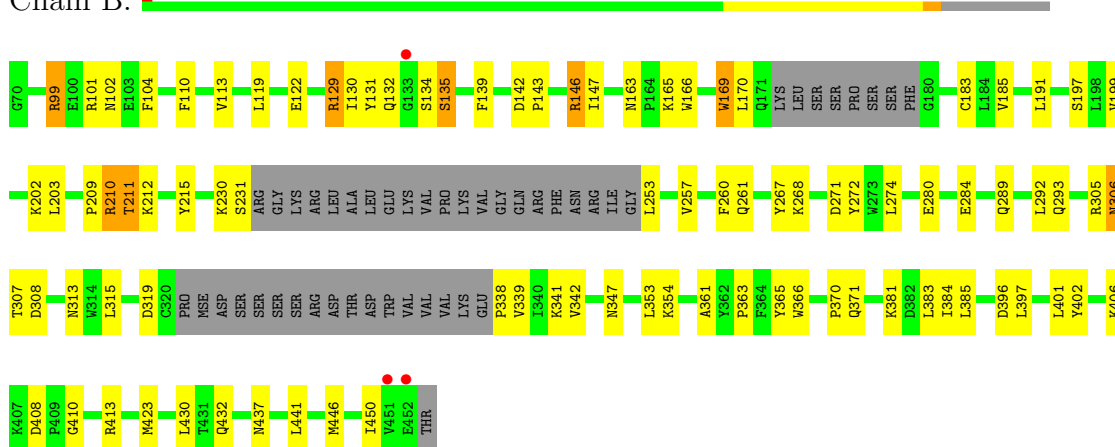 Chain B:
G70 R99 E100 R101 N102 E103 F104 F110 V113 L119 E122 R129 I130 Y131 Q132 G133 S134 S135 F139 D142 P143 R146 I147 N163 P164 K165 W166 W169 L170 Q171 LYS LEU SER SER PRO SER SER PHE G180 C183 L184 V185 L191 S197 L198 V199
K202 L203 P209 R210 T211 K212 Y215 K230 S231 ARG GLY LYS ARG LEU ALA LEU GLU LYS VAL PRO LYS VAL GLY GLN ARG PHE ASN ARG ILE GLY L253 V257 F260 Q261 Y267 K268 D271 Y272 W273 L274 E280 E284 Q289 L292 Q293 R305 N306
T307 D308 N313 W314 L315 D319 C320 PRO MSE ASP SER SER SER SER ARG ASP THR ASP TRP VAL VAL VAL LYS GLU P338 V339 I340 K341 V342 N347 L353 K354 A361 Y362 P363 F364 Y365 W366 P370 Q371 K381 D382 L383 I384 L385 D396 L397 L401 Y402 K406
K407 D408 P409 G410 R413 M423 L430 T431 Q432 N437 L441 M446 I450 V451 E452 THR